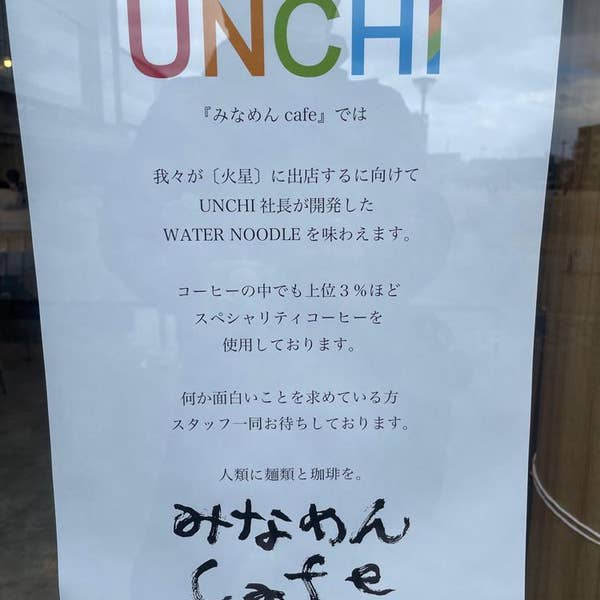 UNCHI
『みなめん cafe』では
我々が〔火星〕に出店するに向けて
UNCHI 社長が開発した
WATER NOODLE を味わえます。
コーヒーの中でも上位３％ほど
スペシャリティコーヒーを
使用しております。
何か面白いことを求めている方
スタッフ一同お待ちしております。
人類に麺類と珈琲を。
みなめん
cafe